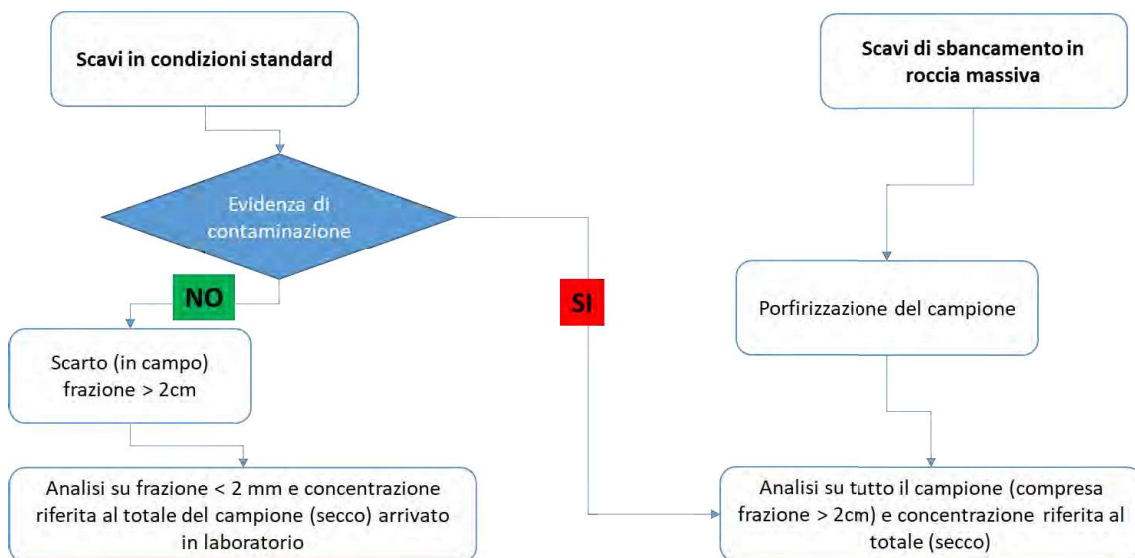 Scavi in condizioni standard
Evidenza di
contaminazione
NO
SI
Scarto (in campo)
frazione > 2cm
Analisi su frazione < 2 mm e concentrazione
riferita al totale del campione (secco) arrivato
in laboratorio
Scavi di sbancamento in
roccia massiva
Porfirizzazione del campione
Analisi su tutto il campione (compresa
frazione > 2cm) e concentrazione riferita al
totale (secco)